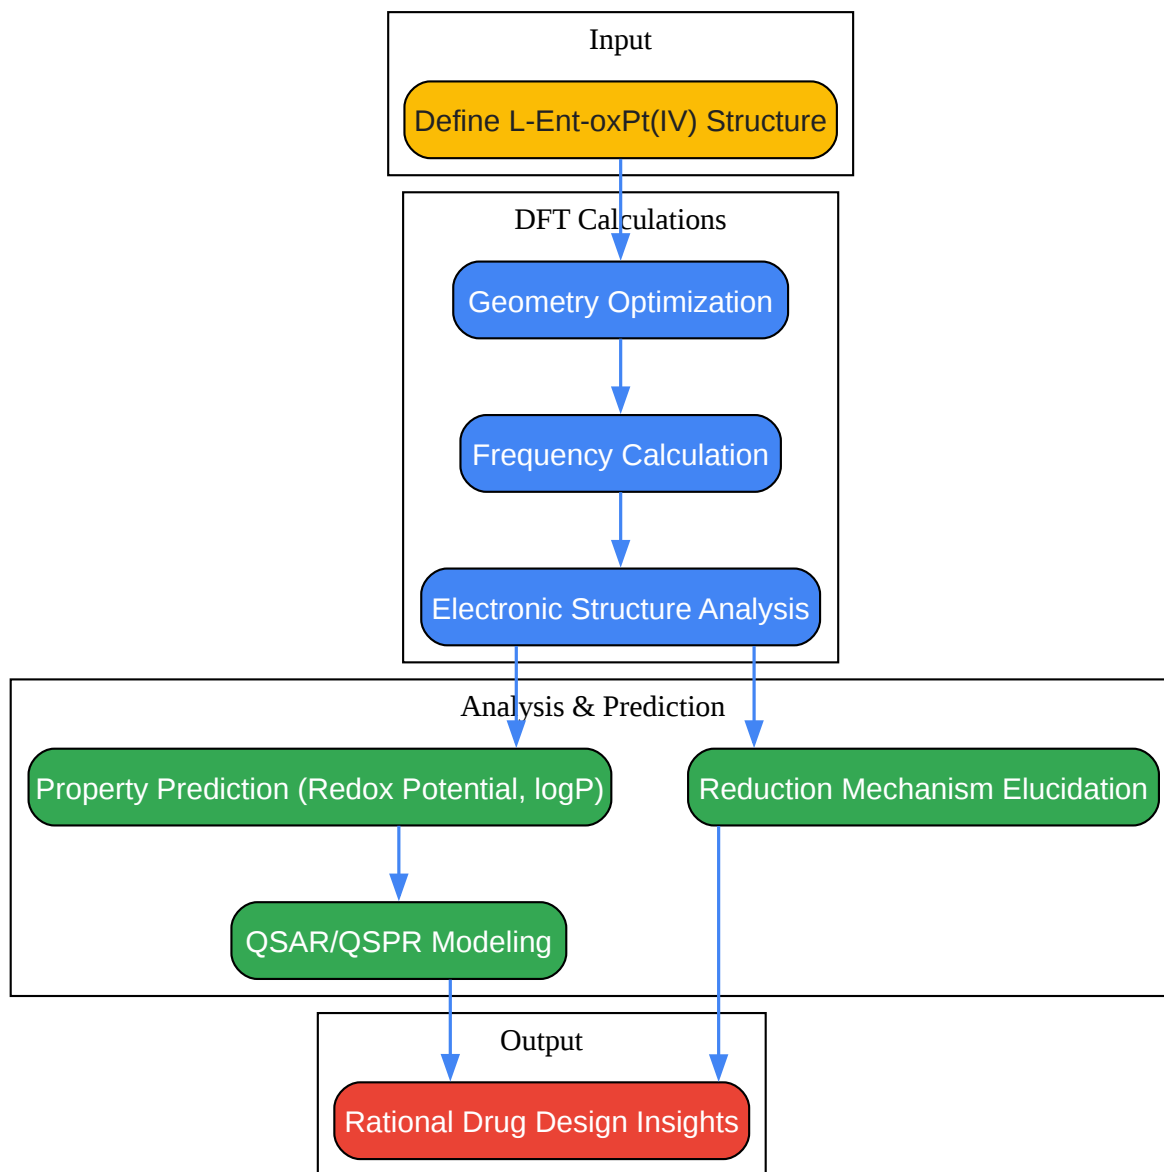 Input
Define L-Ent-oxPt(IV) Structure
DFT Calculations
Geometry Optimization
Frequency Calculation
Electronic Structure Analysis
Analysis & Prediction
Property Prediction (Redox Potential, logP)
Reduction Mechanism Elucidation
QSAR/QSPR Modeling
Output
Rational Drug Design Insights